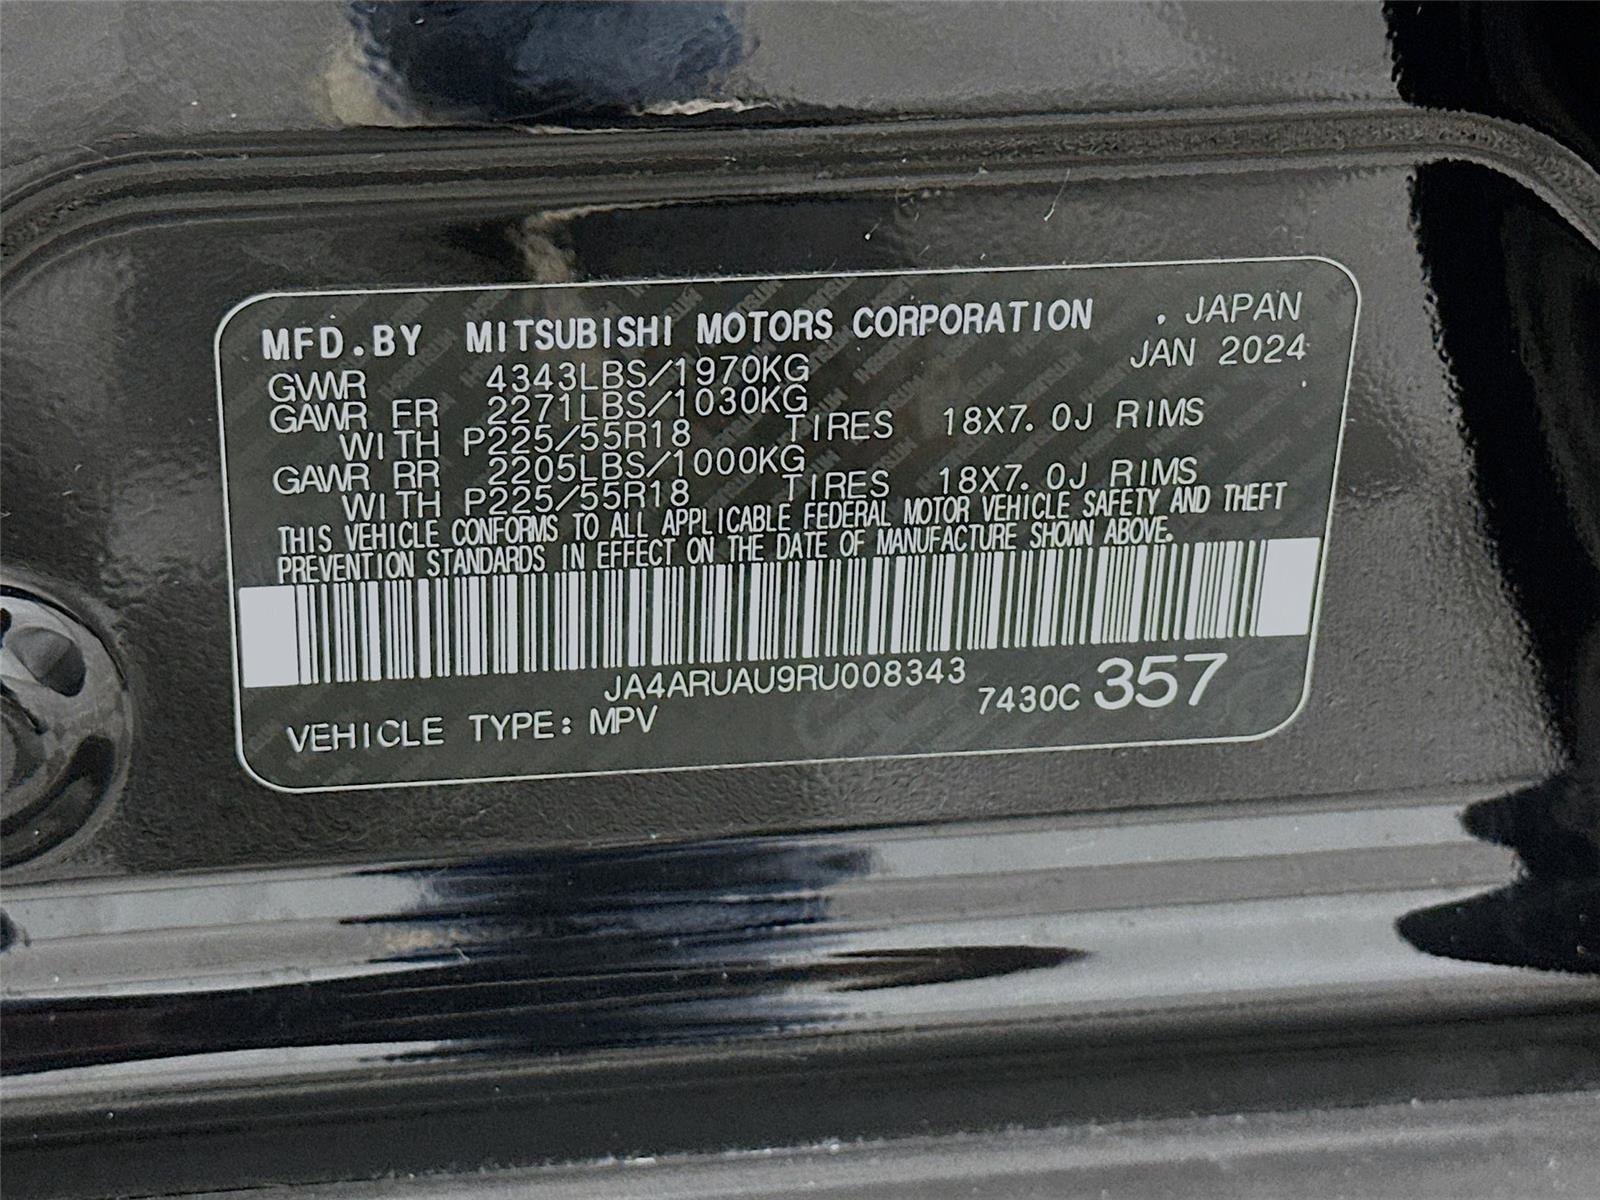 MFD.BY MITSUBISHI MOTORS CORPORATION . JAPAN
JAN 2024
GVWR 4343LBS/1970KG
GAWR FR 2271LBS/1030KG
WITH P225/55R18 TIRES 18X7.0J RIMS
GAWR RR 2205LBS/1000KG
WITH P225/55R18 TIRES 18X7.0J RIMS
THIS VEHICLE CONFORMS TO ALL APPLICABLE FEDERAL MOTOR VEHICLE SAFETY AND THEFT
PREVENTION STANDARDS IN EFFECT ON THE DATE OF MANUFACTURE SHOWN ABOVE.
JA4ARUAU9RU008343
7430C 357
VEHICLE TYPE: MPV